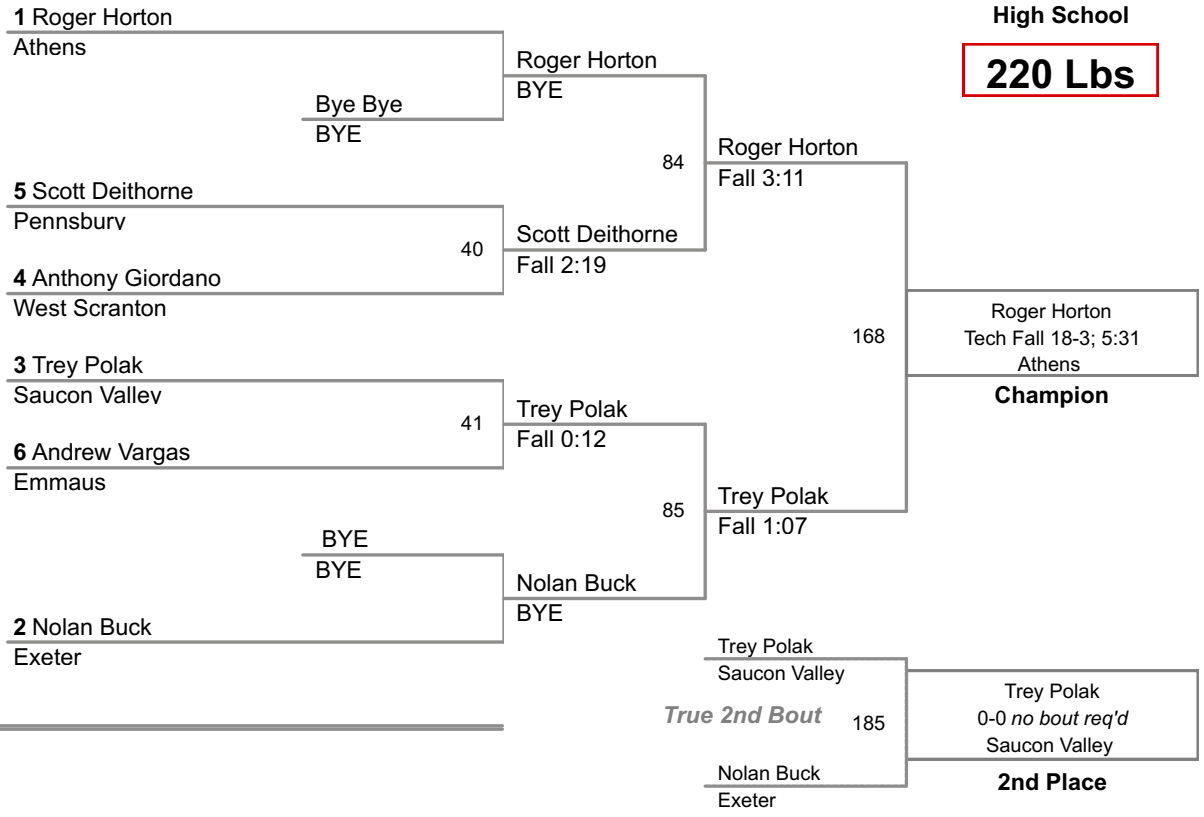 High School
220 Lbs
1 Roger Horton
Athens
Bye Bye
BYE
Roger Horton
BYE
5 Scott Deithorne
Pennsbury
40
4 Anthony Giordano
West Scranton
Scott Deithorne
Fall 2:19
84
Roger Horton
Fall 3:11
3 Trey Polak
Saucon Valley
41
6 Andrew Vargas
Emmaus
Trey Polak
Fall 0:12
BYE
BYE
2 Nolan Buck
Exeter
Nolan Buck
BYE
85
Trey Polak
Fall 1:07
168
Roger Horton
Tech Fall 18-3; 5:31
Athens
Champion
Trey Polak
Saucon Valley
True 2nd Bout
185
Nolan Buck
Exeter
Trey Polak
0-0 no bout req'd
Saucon Valley
2nd Place